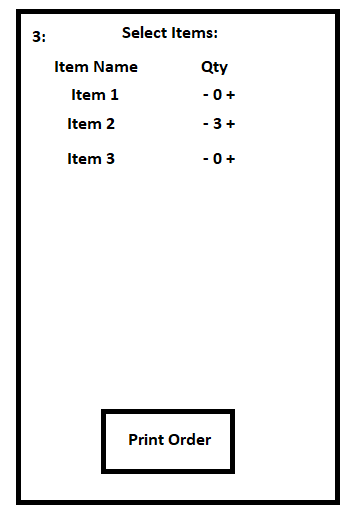 3:
Select Items:
Item Name Qty
Item 1 - 0 +
Item 2 - 3 +
Item 3 - 0 +
Print Order